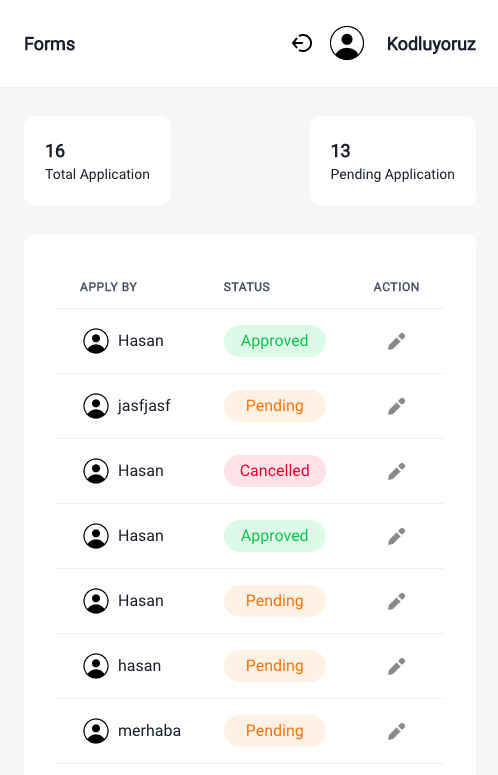 Forms
Kodluyoruz
16
Total Application
13
Pending Application
APPLY BY STATUS ACTION
Hasan Approved
jasfjasf Pending
Hasan Cancelled
Hasan Approved
Hasan Pending
hasan Pending
merhaba Pending